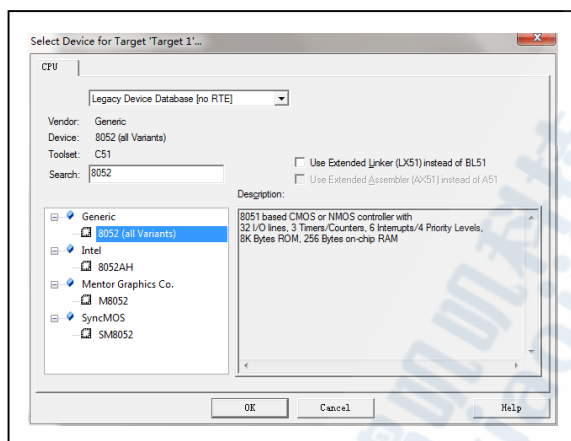 Select Device for Target 'Target 1'...
CPU
Legacy Device Database [no RTE]
Vendor: Generic
Device: 8052 (all Variants)
Toolset: C51
Search: 8052
Use Extended Linker (LX51) instead of BL51
Use Extended Assembler (AX51) instead of A51
Description:
Generic
8052 (all Variants)
Intel
8052AH
Mentor Graphics Co.
M8052
SyncMOS
SM8052
8051 based CMOS or NMOS controller with
32 I/O lines, 3 Timers/Counters, 6 Interrupts/4 Priority Levels,
8K Bytes ROM, 256 Bytes on-chip RAM
OK
Cancel
Help